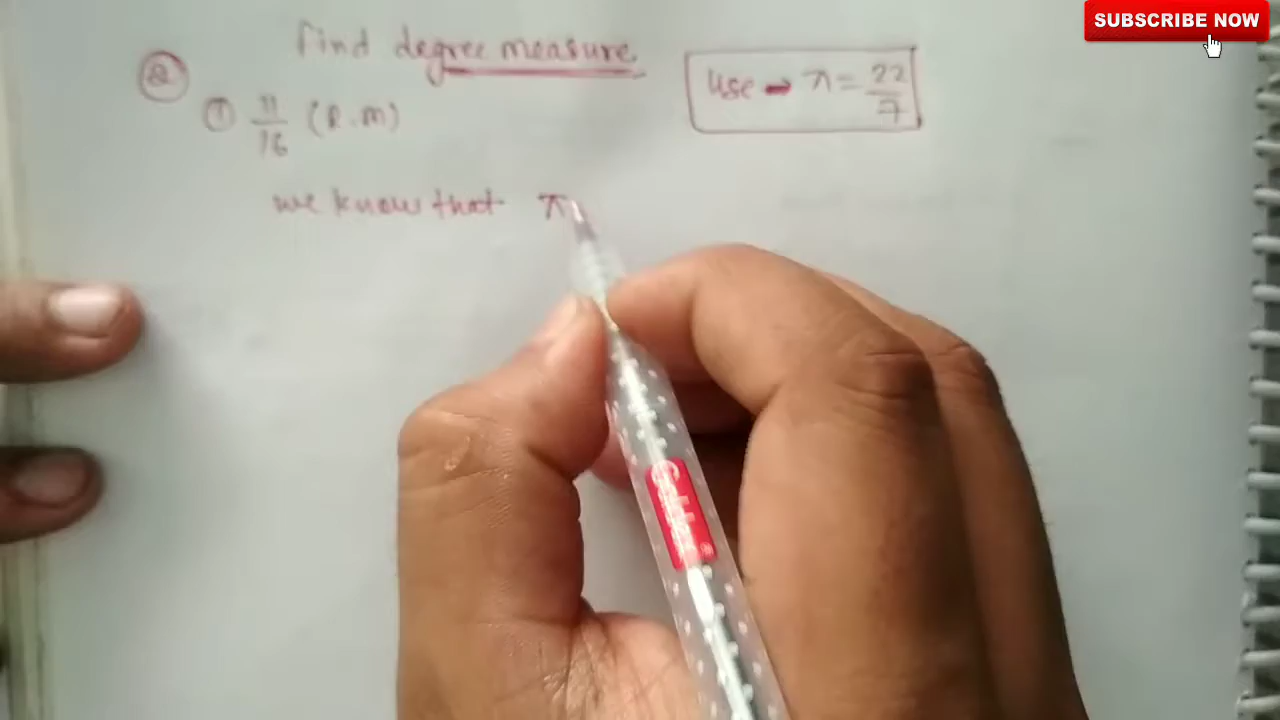 SUBSCRIBE NOW
Find degree measure
② use → π = 22/7
① 11/16 (R.M)
we know that π